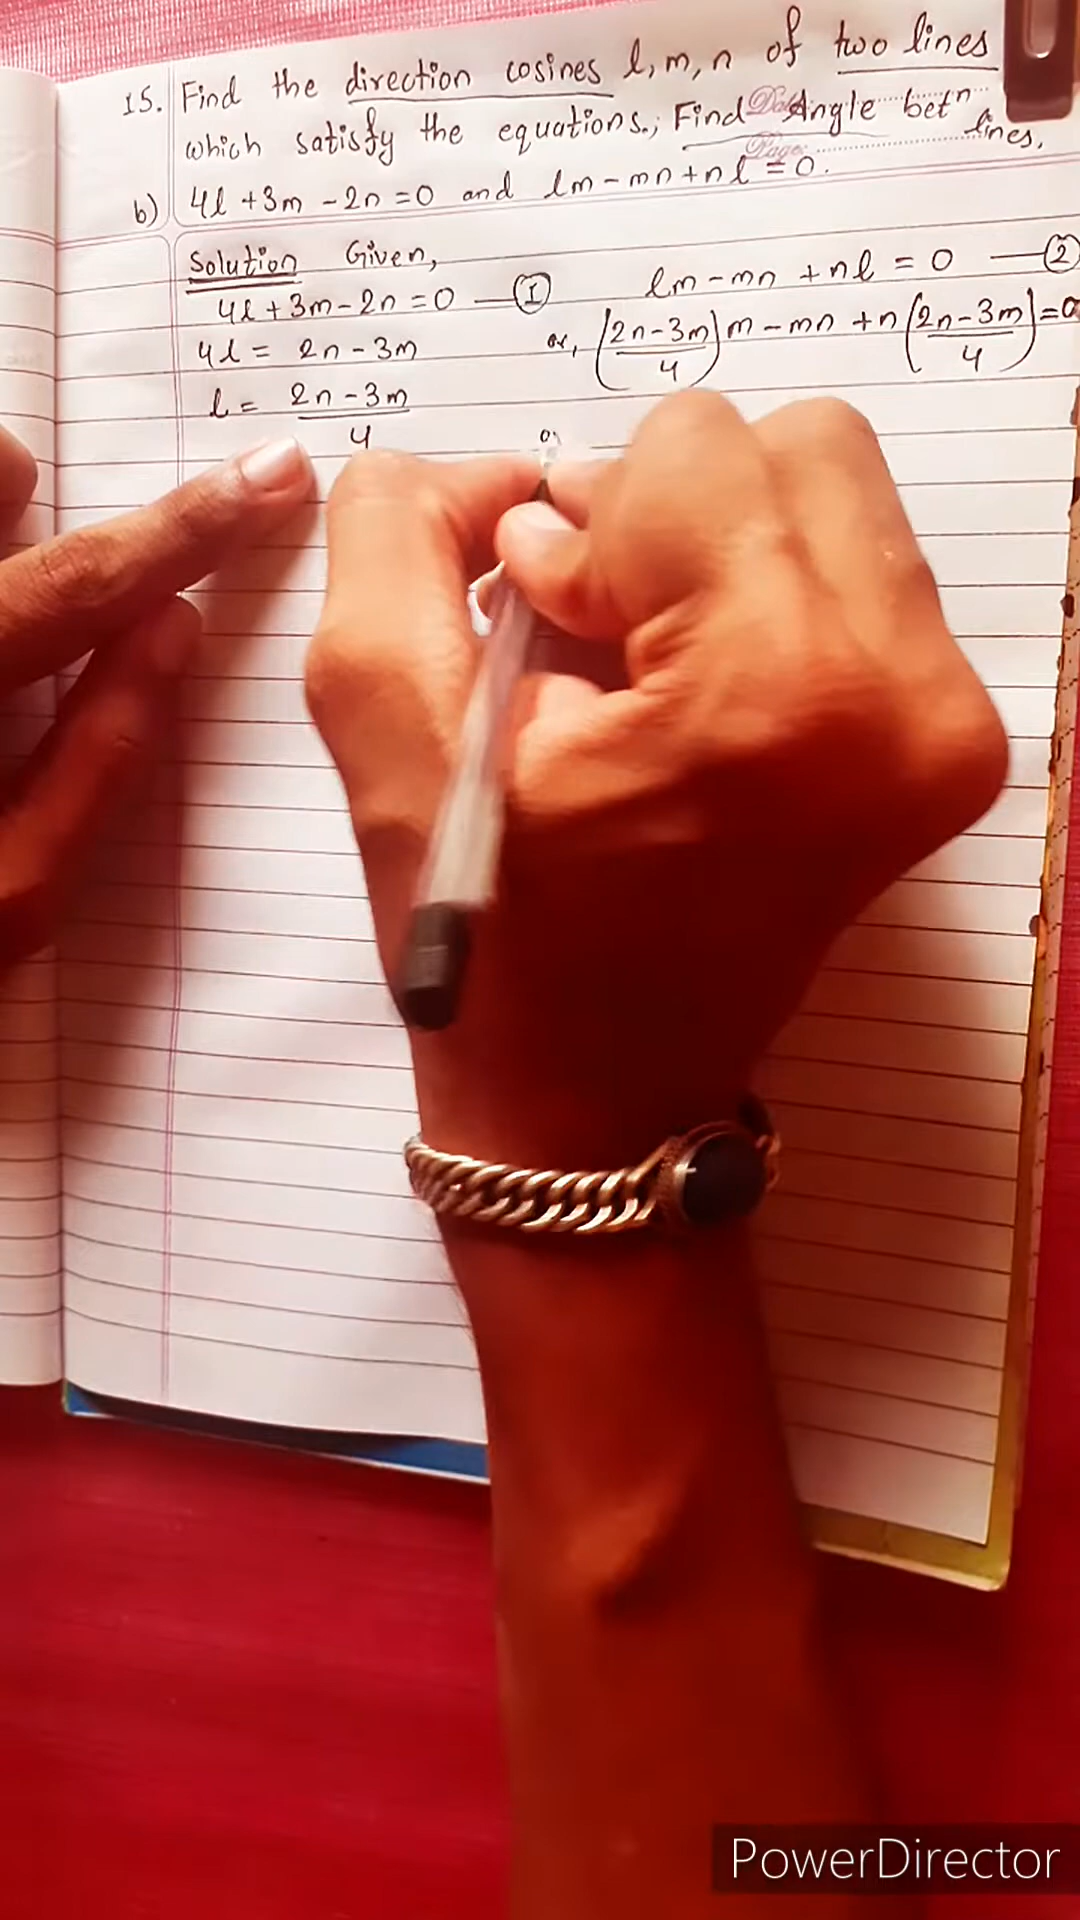 15. Find the direction cosines l, m, n of two lines
which satisfy the equations., Find Angle betⁿ lines.
b) 4l + 3m - 2n = 0 and lm - mn + nl = 0.
Solution Given,
4l + 3m - 2n = 0 — (I)
4l = 2n - 3m
l = (2n - 3m)/4
lm - mn + nl = 0 — (2)
or, ((2n - 3m)/4) m - mn + n ((2n - 3m)/4) = 0
Page:
PowerDirector